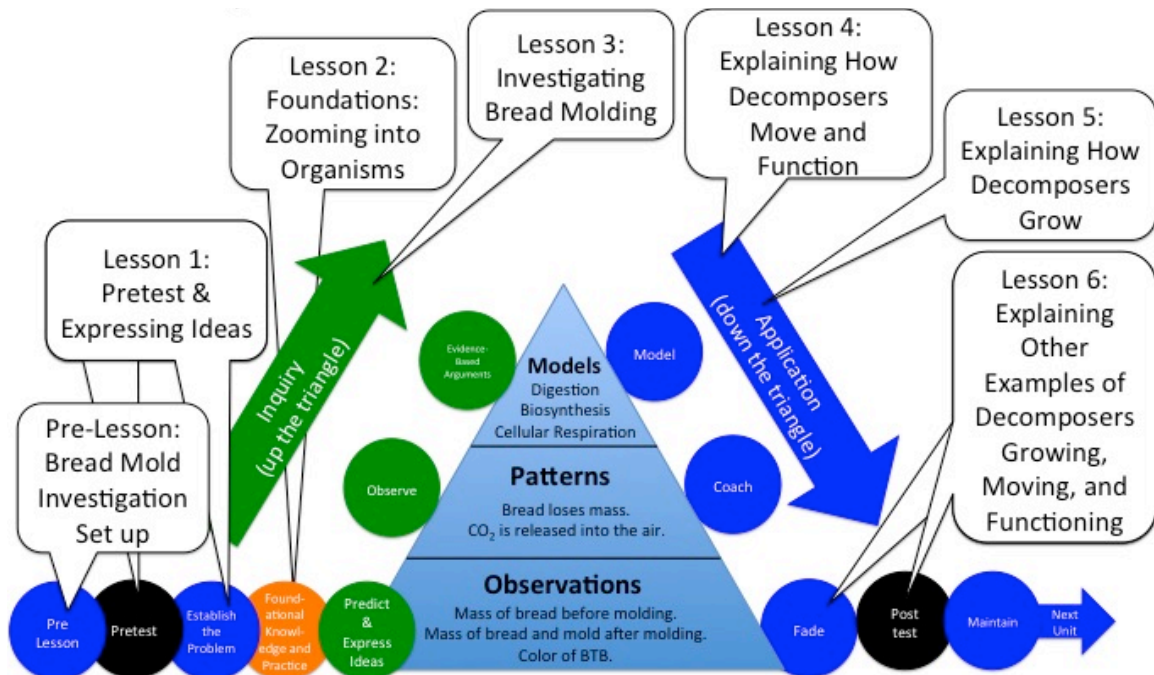 Lesson 2:
Foundations:
Zooming into
Organisms
Lesson 3:
Investigating
Bread Molding
Lesson 4:
Explaining How
Decomposers
Move and
Function
Lesson 5:
Explaining How
Decomposers
Grow
Lesson 1:
Pretest &
Expressing Ideas
Lesson 6:
Explaining
Other
Examples of
Decomposers
Growing,
Moving, and
Functioning
Pre-Lesson:
Bread Mold
Investigation
Set up
Inquiry
(up the triangle)
Application
(down the triangle)
Evidence-
Based
Arguments
Models
Digestion
Biosynthesis
Cellular Respiration
Model
Observe
Patterns
Bread loses mass.
CO₂ is released into the air.
Coach
Observations
Mass of bread before molding.
Mass of bread and mold after molding.
Color of BTB.
Pre
Lesson
Pretest
Establish
the
Problem
Found-
ational
Knowl-
edge and
Practice
Predict
&
Express
Ideas
Fade
Post
test
Maintain
Next
Unit